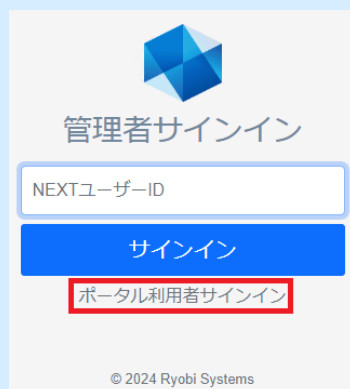 管理者サインイン
NEXTユーザーID
サインイン
ポータル利用者サインイン
© 2024 Ryobi Systems